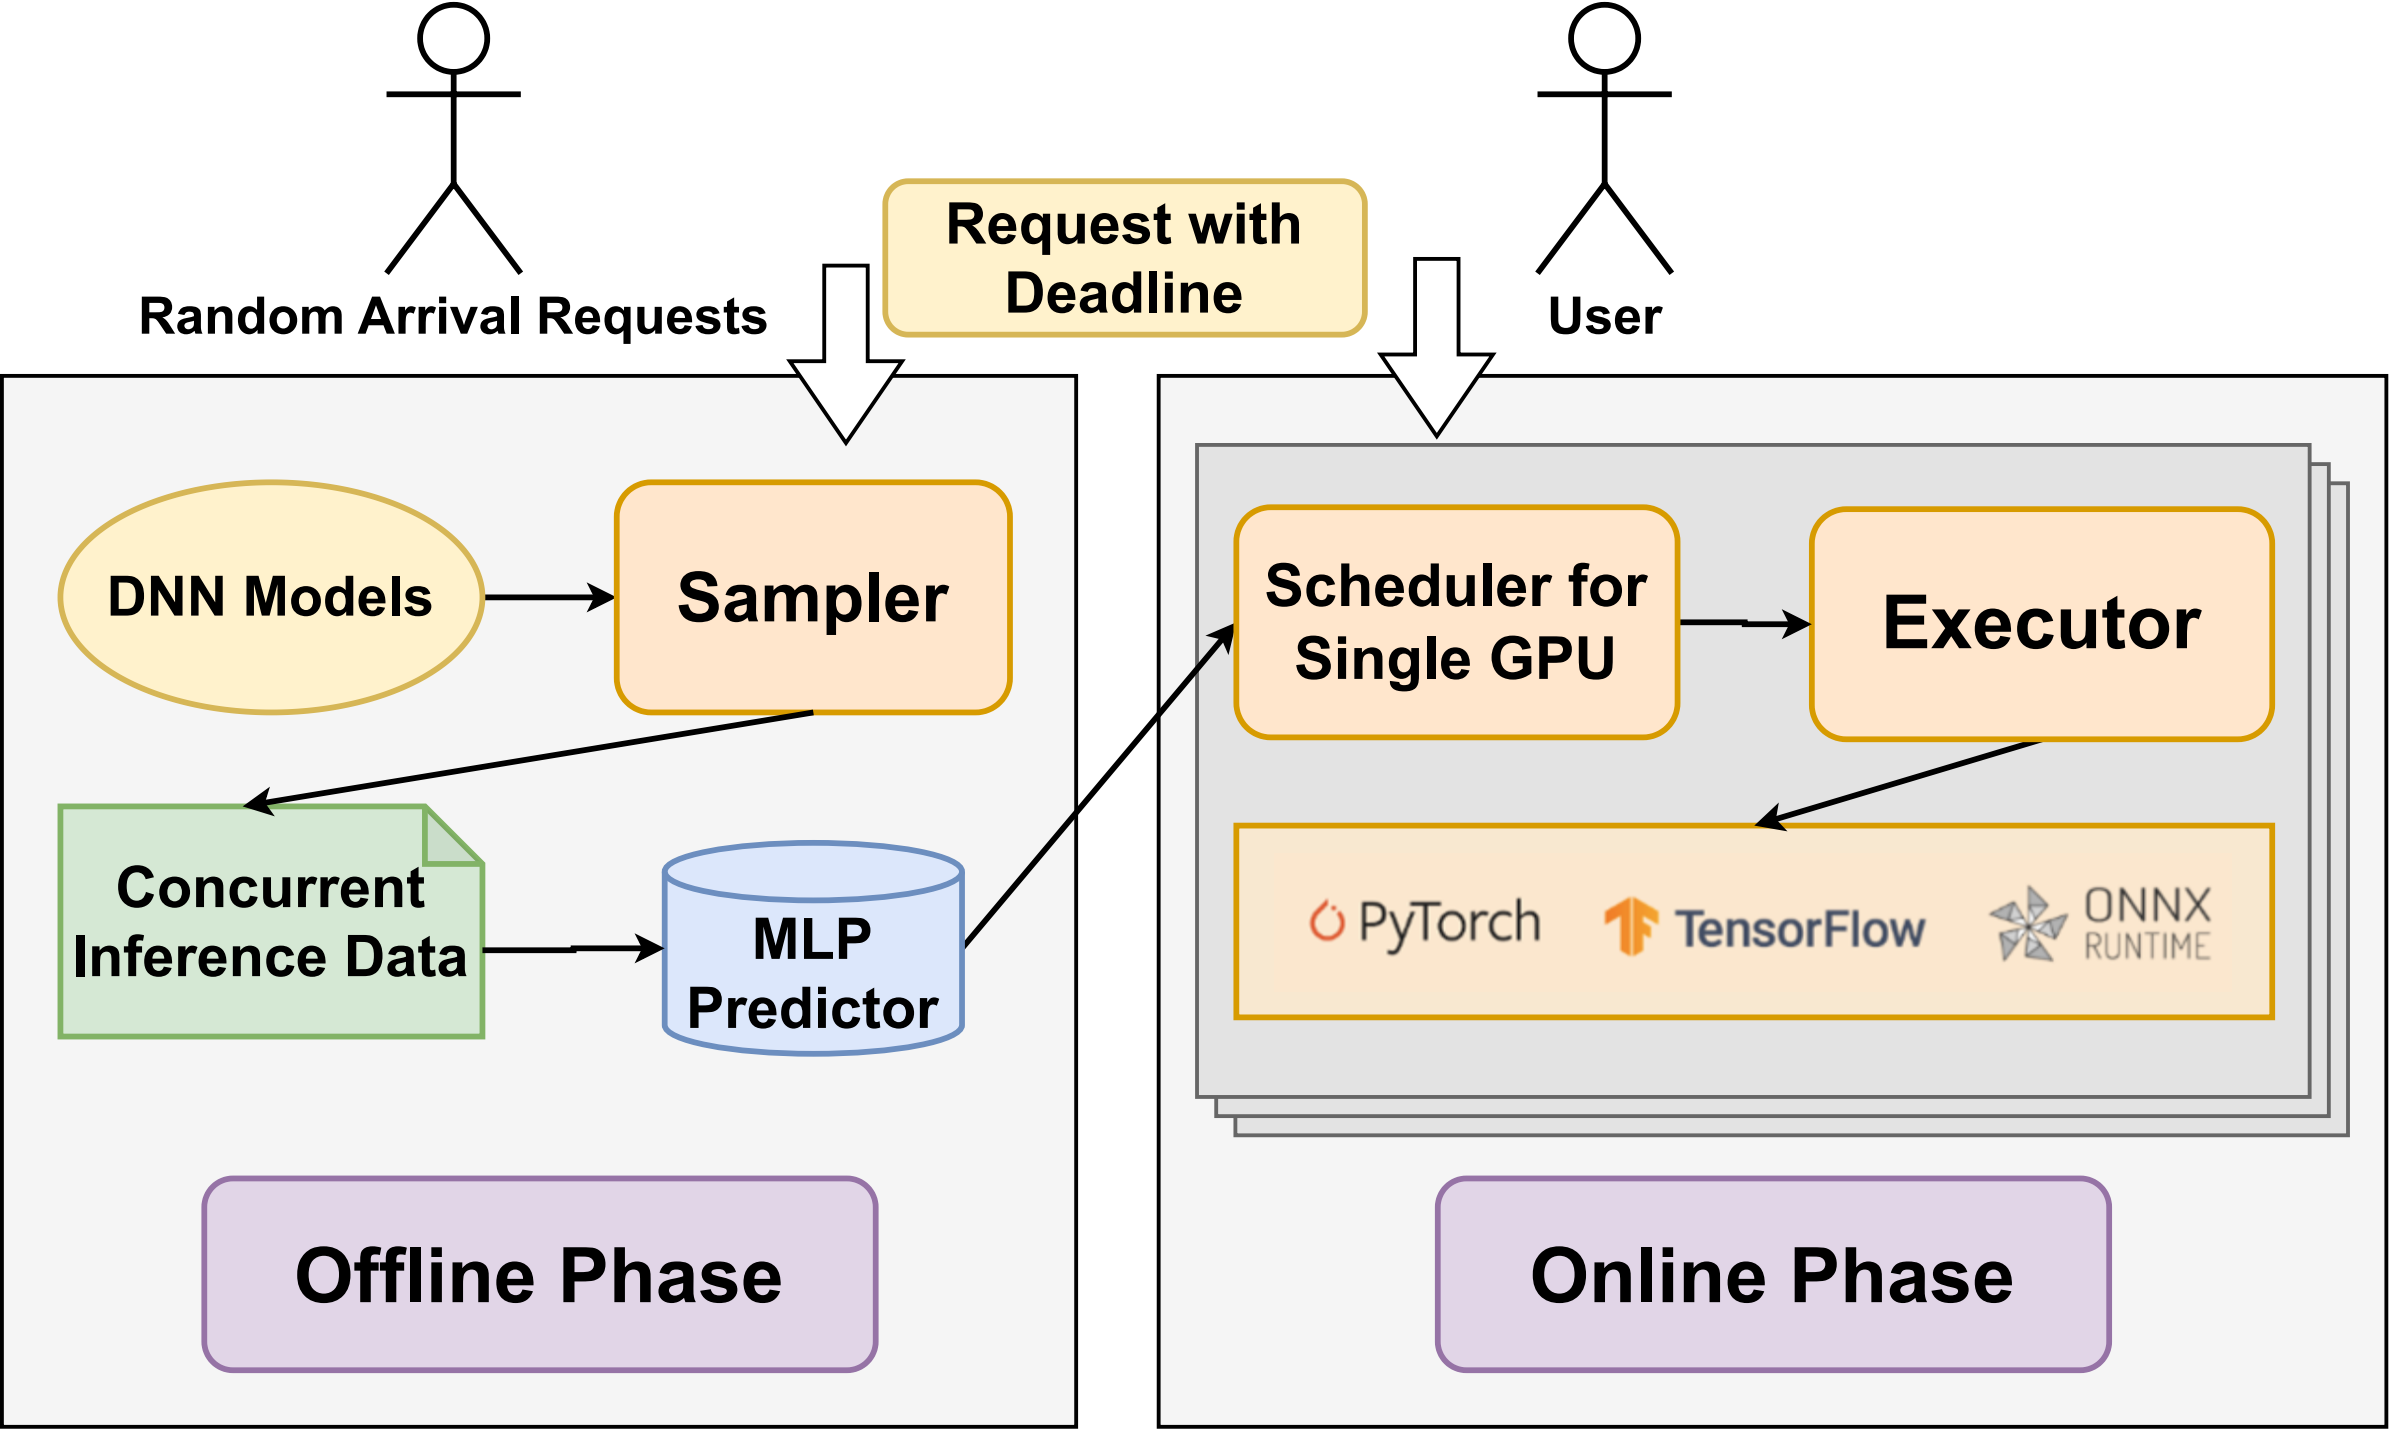 Request with
Deadline
Random Arrival Requests
User
DNN Models
Sampler
Scheduler for
Single GPU
Executor
Concurrent
Inference Data
MLP
Predictor
PyTorch
TensorFlow
ONNX
RUNTIME
Offline Phase
Online Phase